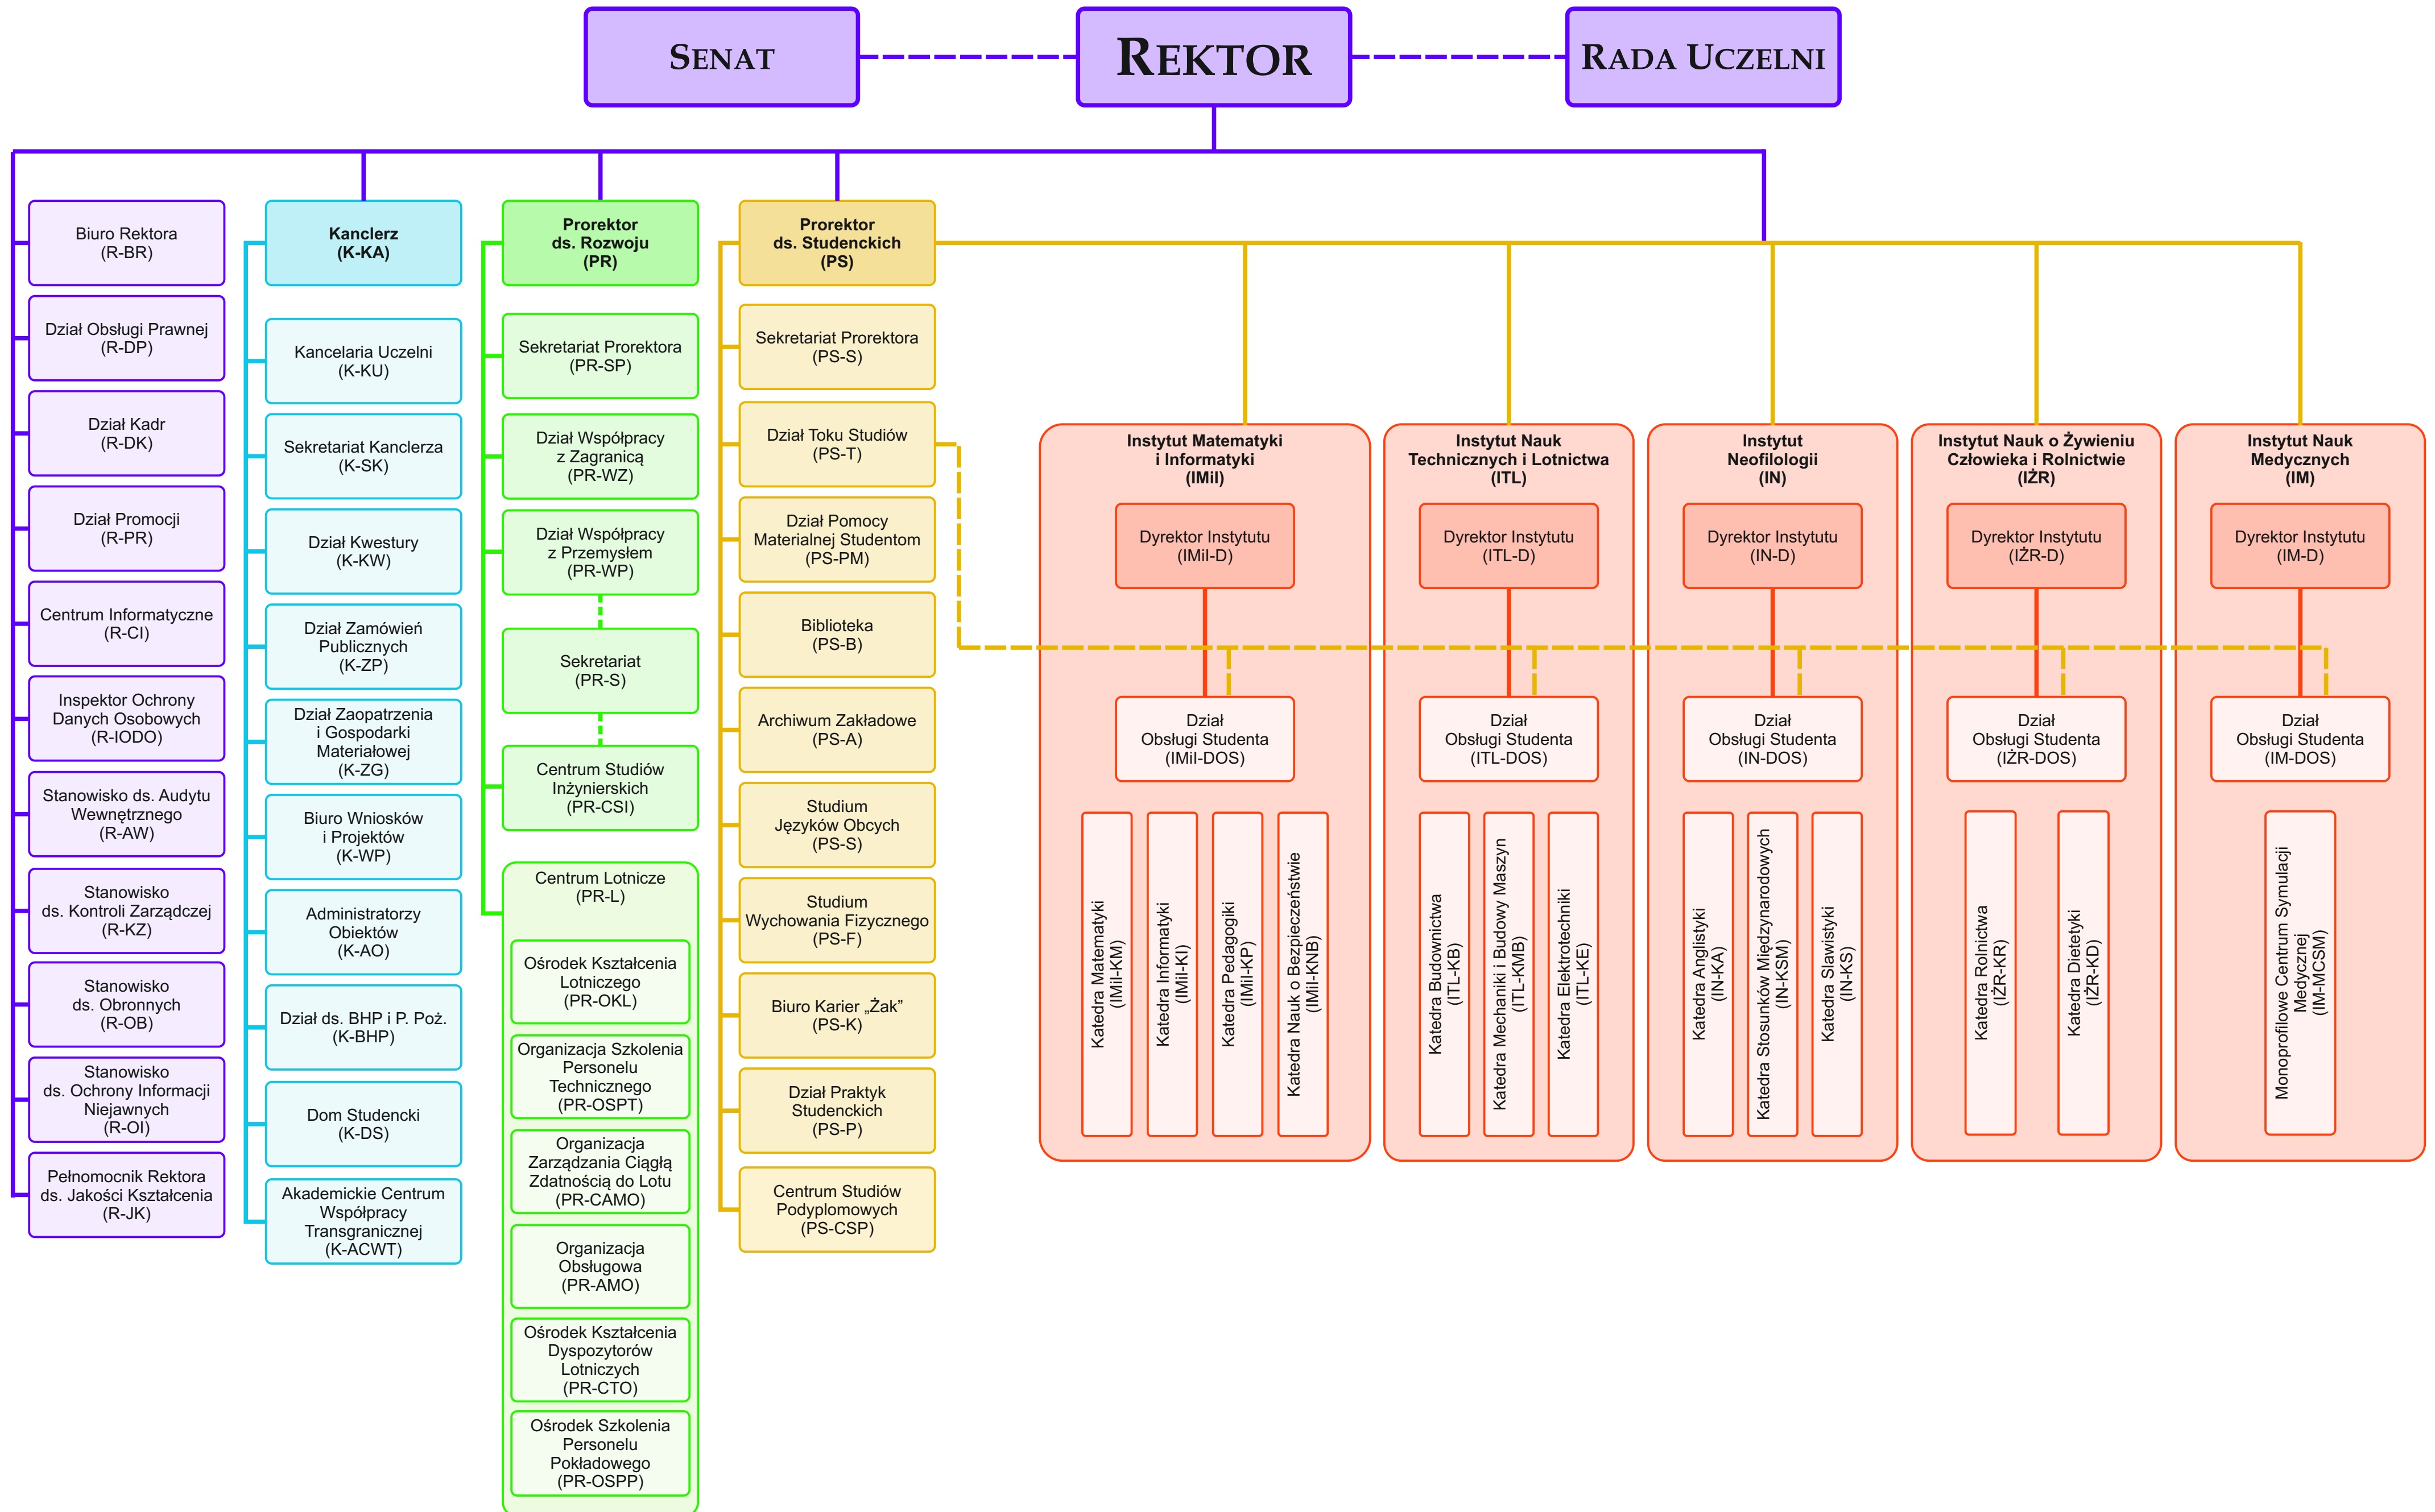 SENAT
REKTOR
RADA UCZELNI
Biuro Rektora
(R-BR)
Dział Obsługi Prawnej
(R-DP)
Dział Kadr
(R-DK)
Dział Promocji
(R-PR)
Centrum Informatyczne
(R-CI)
Inspektor Ochrony
Danych Osobowych
(R-IODO)
Stanowisko ds. Audytu
Wewnętrznego
(R-AW)
Stanowisko
ds. Kontroli Zarządczej
(R-KZ)
Stanowisko
ds. Obronnych
(R-OB)
Stanowisko
ds. Ochrony Informacji
Niejawnych
(R-OI)
Pełnomocnik Rektora
ds. Jakości Kształcenia
(R-JK)
Kanclerz
(K-KA)
Kancelaria Uczelni
(K-KU)
Sekretariat Kanclerza
(K-SK)
Dział Kwestury
(K-KW)
Dział Zamówień
Publicznych
(K-ZP)
Dział Zaopatrzenia
i Gospodarki
Materiałowej
(K-ZG)
Biuro Wniosków
i Projektów
(K-WP)
Administratorzy
Obiektów
(K-AO)
Dział ds. BHP i P. Poż.
(K-BHP)
Dom Studencki
(K-DS)
Akademickie Centrum
Współpracy
Transgranicznej
(K-ACWT)
Prorektor
ds. Rozwoju
(PR)
Sekretariat Prorektora
(PR-SP)
Dział Współpracy
z Zagranicą
(PR-WZ)
Dział Współpracy
z Przemysłem
(PR-WP)
Sekretariat
(PR-S)
Centrum Studiów
Inżynierskich
(PR-CSI)
Centrum Lotnicze
(PR-L)
Ośrodek Kształcenia
Lotniczego
(PR-OKL)
Organizacja Szkolenia
Personelu
Technicznego
(PR-OSPT)
Organizacja
Zarządzania Ciągłą
Zdatnością do Lotu
(PR-CAMO)
Organizacja
Obsługowa
(PR-AMO)
Ośrodek Kształcenia
Dyspozytorów
Lotniczych
(PR-CTO)
Ośrodek Szkolenia
Personelu
Pokładowego
(PR-OSPP)
Prorektor
ds. Studenckich
(PS)
Sekretariat Prorektora
(PS-S)
Dział Toku Studiów
(PS-T)
Dział Pomocy
Materialnej Studentom
(PS-PM)
Biblioteka
(PS-B)
Archiwum Zakładowe
(PS-A)
Studium
Języków Obcych
(PS-S)
Studium
Wychowania Fizycznego
(PS-F)
Biuro Karier „Żak”
(PS-K)
Dział Praktyk
Studenckich
(PS-P)
Centrum Studiów
Podyplomowych
(PS-CSP)
Instytut Matematyki
i Informatyki
(IMiI)
Dyrektor Instytutu
(IMiI-D)
Dział
Obsługi Studenta
(IMiI-DOS)
Katedra Matematyki
(IMiI-KM)
Katedra Informatyki
(IMiI-KI)
Katedra Pedagogiki
(IMiI-KP)
Katedra Nauk o Bezpieczeństwie
(IMiI-KNB)
Instytut Nauk
Technicznych i Lotnictwa
(ITL)
Dyrektor Instytutu
(ITL-D)
Dział
Obsługi Studenta
(ITL-DOS)
Katedra Budownictwa
(ITL-KB)
Katedra Mechaniki i Budowy Maszyn
(ITL-KMB)
Katedra Elektrotechniki
(ITL-KE)
Instytut
Neofilologii
(IN)
Dyrektor Instytutu
(IN-D)
Dział
Obsługi Studenta
(IN-DOS)
Katedra Anglistyki
(IN-KA)
Katedra Stosunków Międzynarodowych
(IN-KSM)
Katedra Slawistyki
(IN-KS)
Instytut Nauk o Żywieniu
Człowieka i Rolnictwie
(IŻR)
Dyrektor Instytutu
(IŻR-D)
Dział
Obsługi Studenta
(IŻR-DOS)
Katedra Rolnictwa
(IŻR-KR)
Katedra Dietetyki
(IŻR-KD)
Instytut Nauk
Medycznych
(IM)
Dyrektor Instytutu
(IM-D)
Dział
Obsługi Studenta
(IM-DOS)
Monoprofilowe Centrum Symulacji
Medycznej
(IM-MCSM)